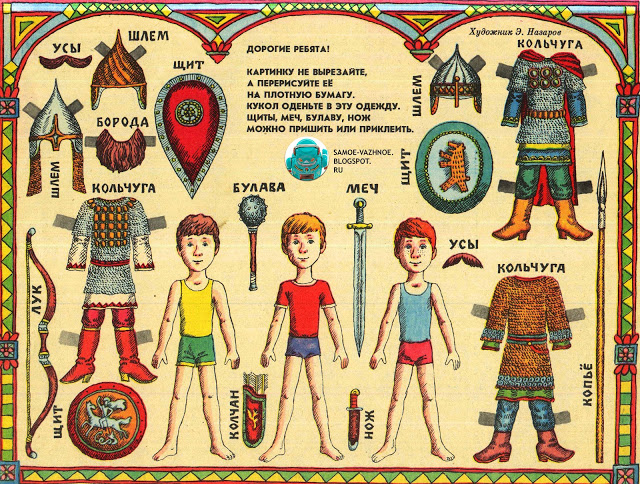 Художник Э. Назаров
УСЫ
ШЛЕМ
ЩИТ
ДОРОГИЕ РЕБЯТА!
КАРТИНКУ НЕ ВЫРЕЗАЙТЕ,
А ПЕРЕРИСУЙТЕ ЕЁ
НА ПЛОТНУЮ БУМАГУ.
КУКОЛ ОДЕНЬТЕ В ЭТУ ОДЕЖДУ.
ЩИТЫ, МЕЧ, БУЛАВУ, НОЖ
МОЖНО ПРИШИТЬ ИЛИ ПРИКЛЕИТЬ.
SAMOE-VAZHNOE.
BLOGSPOT.
RU
ШЛЕМ
КОЛЬЧУГА
БОРОДА
ШЛЕМ
ЩИТ
КОЛЬЧУГА
БУЛАВА
МЕЧ
УСЫ
КОЛЬЧУГА
ЛУК
ЩИТ
КОЛЧАН
НОЖ
КОПЬЁ